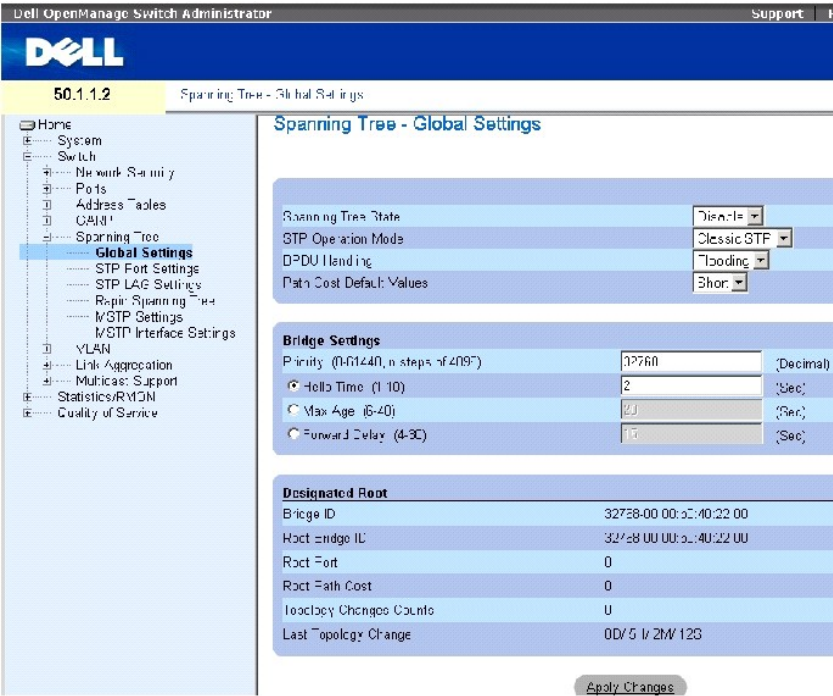 Dell OpenManage Switch Administrator
Support
DELL
50.1.1.2
Spanning Tree - Global Settings
Home
System
Switch
Network Security
Ports
Address Tables
GARP
Spanning Tree
Global Settings
STP Port Settings
STP LAG Settings
Rapid Spanning Tree
MSTP Settings
MSTP Interface Settings
VLAN
Link Aggregation
Multicast Support
Statistics/RMON
Quality of Service
Spanning Tree - Global Settings
Spanning Tree State
Disable
STP Operation Mode
Classic STP
BPDU Handling
Flooding
Path Cost Default Values
Short
Bridge Settings
Priority (0-61440, in steps of
(Decimal)
Hello Time (1-10)
2
(Sec)
Max Age (6-40)
20
(Sec)
Forward Delay (4-30)
15
(Sec)
Designated Root
Bridge ID
Root Bridge ID
Root Port
0
Root Path Cost
0
Topology Changes Counts
0
Last Topology Change
Apply Changes